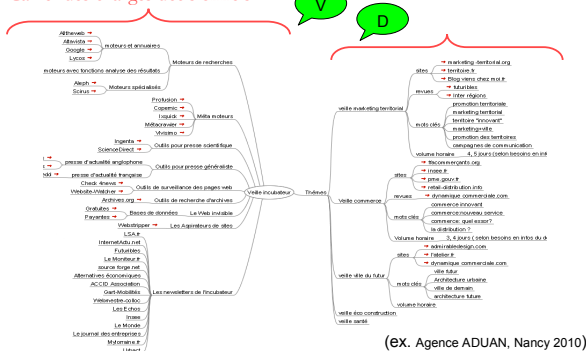 V
D
Alltheweb
Altavista
Google
Lycox
moteurs et annuaires
moteurs avec fonctions analyse des résultats
Aleph
Scirus
Moteurs spécialisés
Moteurs de recherches
Profusion
Copernic
Ixquick
Métacrawler
Vivisimo
Méta moteurs
Ingenta
ScienceDirect
Outils pour presse scientifique
presse d'actualité anglophone
presse d'actualité française
Outils pour presse généraliste
Check 4news
Website-Watcher
Outils de surveillance des pages web
Archives.org
Outils de recherche d'archives
Gratuites
Payantes
Bases de données
Le Web invisible
Webstripper
Les Aspirateurs de sites
LSA.fr
InternetAdu.net
Futuribles
Le Moniteur.fr
source forge.net
Alternatives économiques
ACCID Association
Gart-Mobilités
Webmestre-colloc
Les Echos
Insee
Le Monde
Le journal des entreprises
Mylorraine.fr
Les newsletters de l'incubateur
Veille incubateur
Thèmes
veille marketing territorial
sites
marketing -territorial.org
territoire.fr
Blog viens chez moi.fr
revues
futuribles
Inter régions
mots clés
promotion territoriale
marketing territorial
territoire "innovant"
marketing+ville
promotion des territoires
campagnes de communication
volume horaire
4, 5 jours (selon besoins en inf
Veille commerce
sites
fracommerçants.org
insee.fr
pme.gouv.fr
retail-distribution.info
revues
dynamique commerciale.com
mots clés
commerce innovant
commerce:nouveau service
commerce: quel essor?
la distribution ?
Volume horaire
3, 4 jours ( selon besoins en infos du d
veille ville du futur
sites
admirabledesign.com
l'atelier.fr
dynamique commerciale.com
mots clés
ville futur
Architecture urbaine
ville de demain
architecture future
volume horaire
veille éco construction
veille santé
(ex. Agence ADUAN, Nancy 2010)